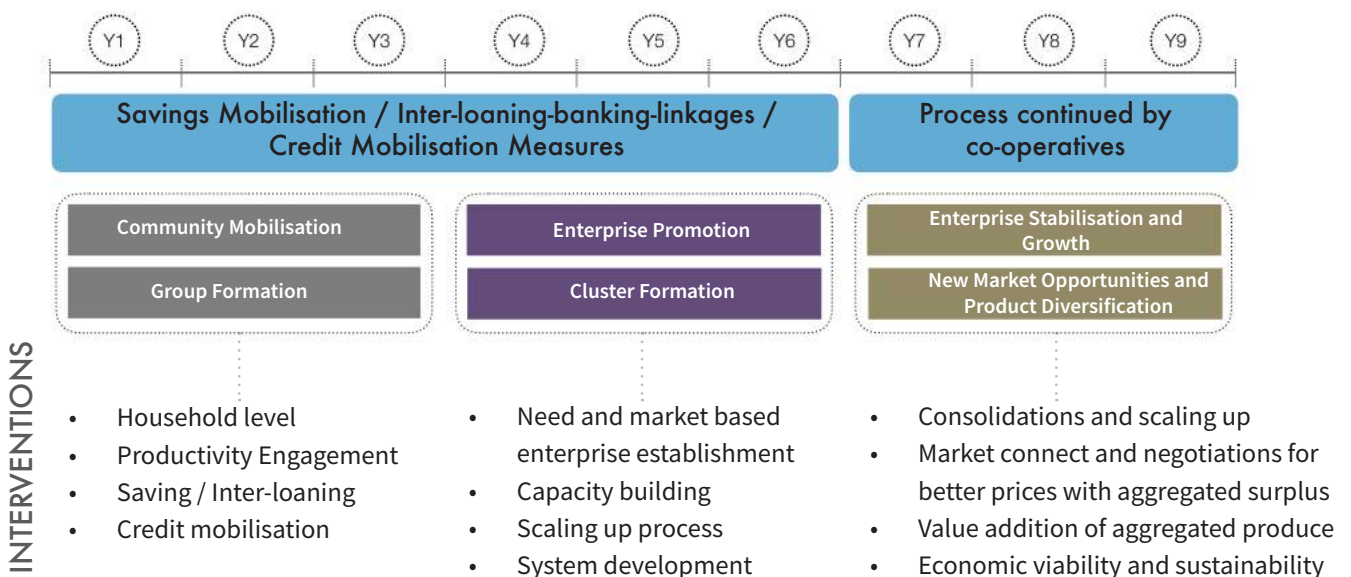 Y1 Y2 Y3 Y4 Y5 Y6 Y7 Y8 Y9
Savings Mobilisation / Inter-loaning-banking-linkages /
Credit Mobilisation Measures
Process continued by
co-operatives
Community Mobilisation
Group Formation
Enterprise Promotion
Cluster Formation
Enterprise Stabilisation and
Growth
New Market Opportunities and
Product Diversification
INTERVENTIONS
• Household level
• Productivity Engagement
• Saving / Inter-loaning
• Credit mobilisation
• Need and market based
enterprise establishment
• Capacity building
• Scaling up process
• System development
• Consolidations and scaling up
• Market connect and negotiations for
better prices with aggregated surplus
• Value addition of aggregated produce
• Economic viability and sustainability